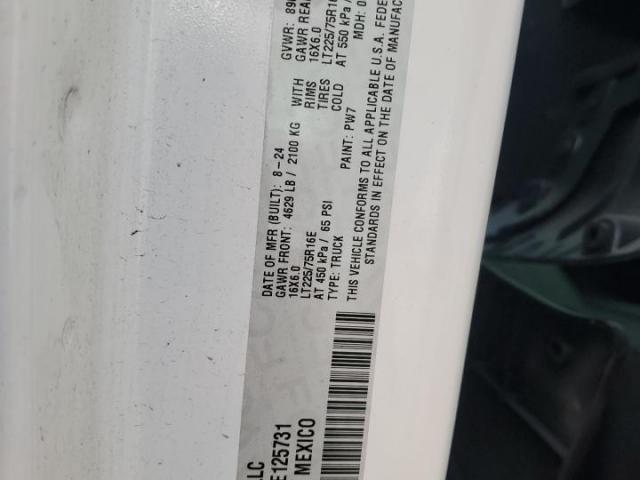 DATE OF MFR (BUILT): 8-24
GVWR: 89
GAWR FRONT: 4629 LB / 2100 KG WITH
GAWR REA
16X6.0 RIMS
16X6.0
LT225/75R16E TIRES
LT225/75R16
AT 450 kPa / 65 PSI COLD
AT 550 kPa /
TYPE: TRUCK PAINT: PW7
MDH: 0
THIS VEHICLE CONFORMS TO ALL APPLICABLE U.S.A. FEDE
STANDARDS IN EFFECT ON THE DATE OF MANUFAC
LLC
E125731
MEXICO